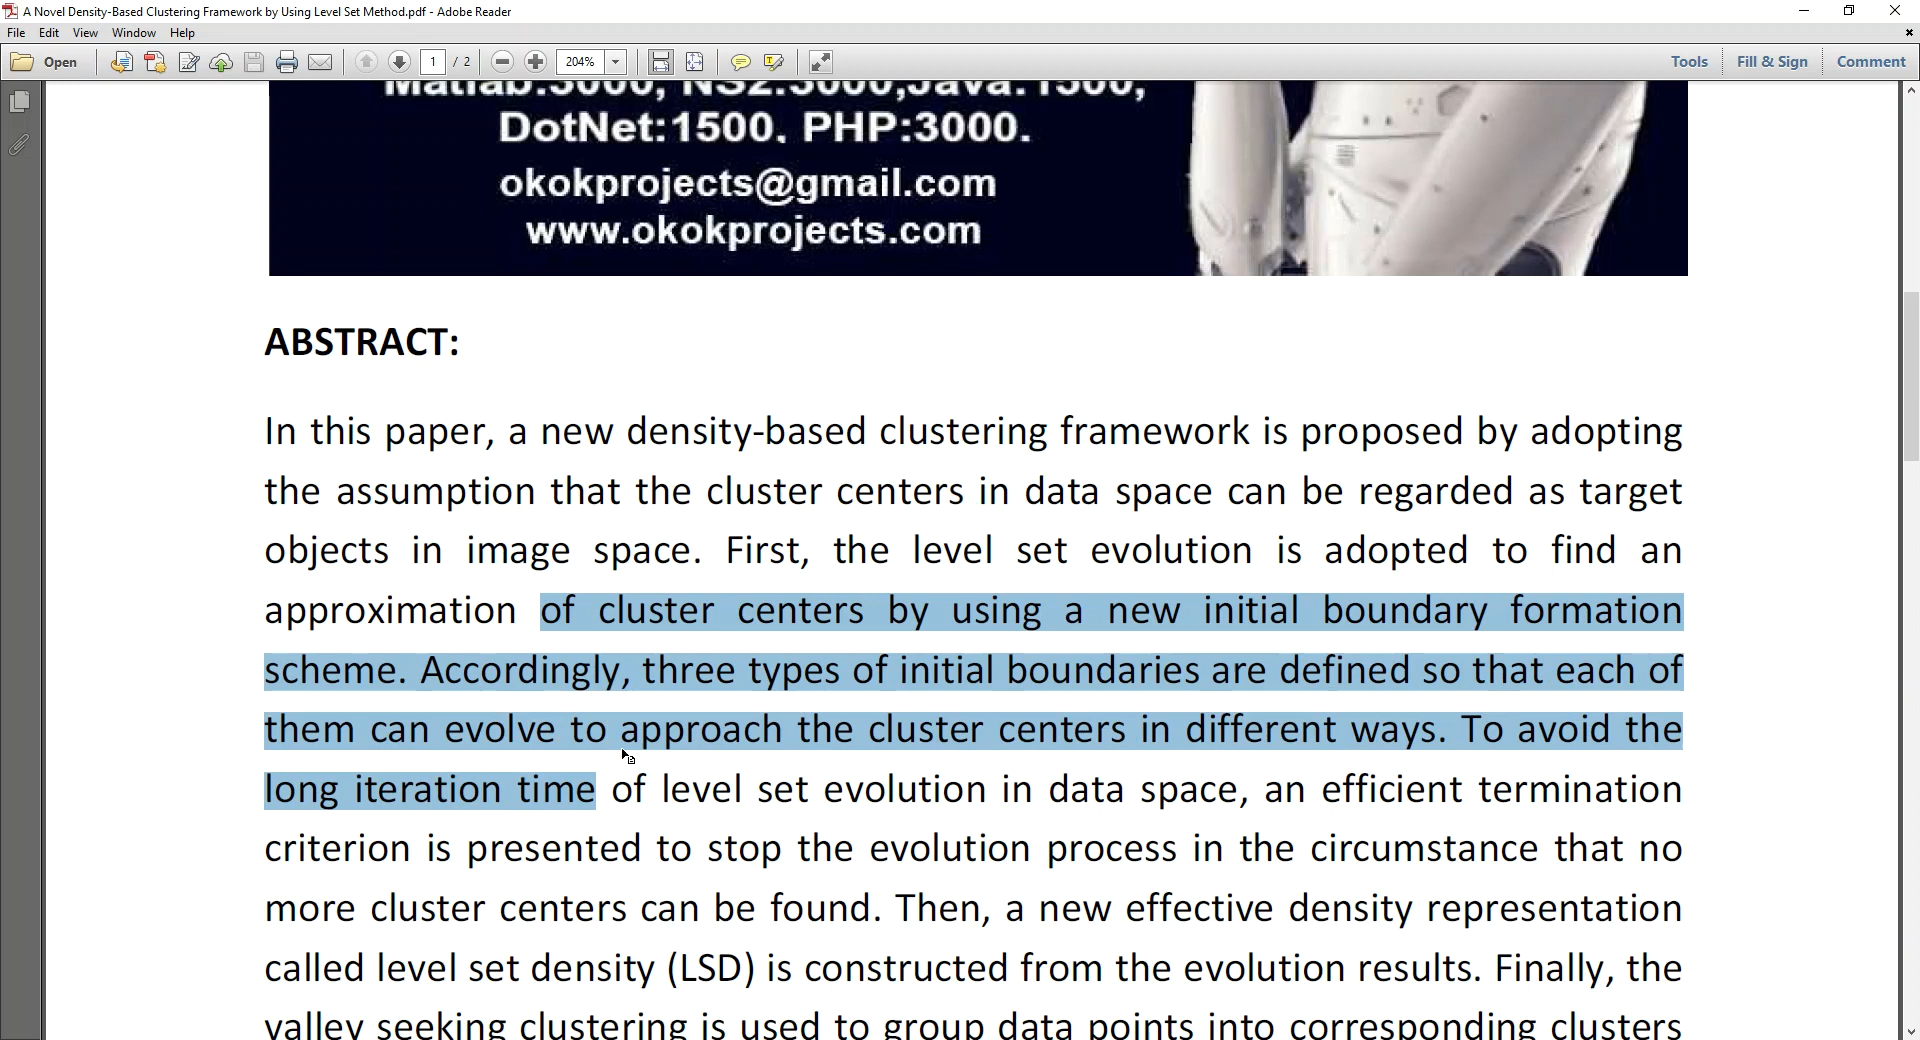 A Novel Density-Based Clustering Framework by Using Level Set Method.pdf - Adobe Reader
File Edit View Window Help
Open 1 / 2 204% Tools Fill & Sign Comment
Matlab:3000, NS2:3000,Java:1500,
DotNet:1500. PHP:3000.
okokprojects@gmail.com
www.okokprojects.com
ABSTRACT:
In this paper, a new density-based clustering framework is proposed by adopting
the assumption that the cluster centers in data space can be regarded as target
objects in image space. First, the level set evolution is adopted to find an
approximation of cluster centers by using a new initial boundary formation
scheme. Accordingly, three types of initial boundaries are defined so that each of
them can evolve to approach the cluster centers in different ways. To avoid the
long iteration time of level set evolution in data space, an efficient termination
criterion is presented to stop the evolution process in the circumstance that no
more cluster centers can be found. Then, a new effective density representation
called level set density (LSD) is constructed from the evolution results. Finally, the
valley seeking clustering is used to group data points into corresponding clusters